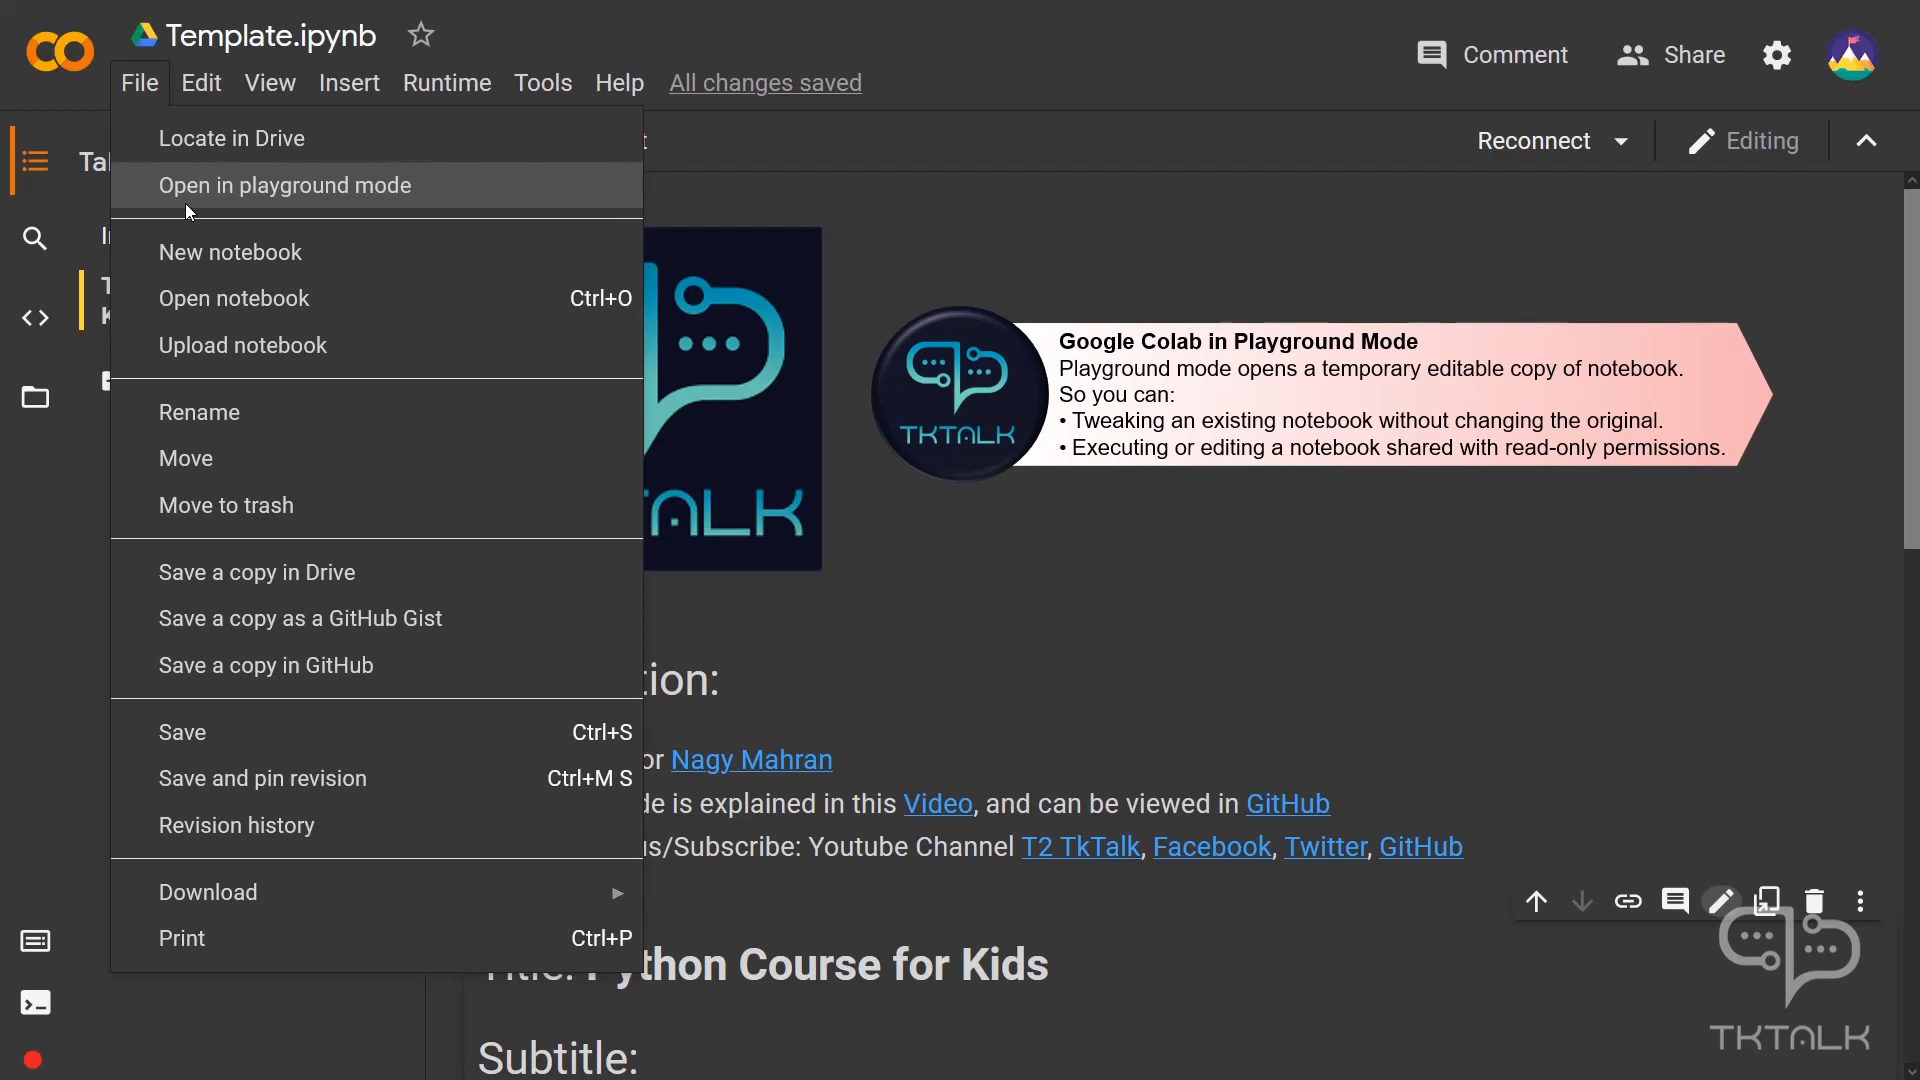 Template.ipynb
File Edit View Insert Runtime Tools Help All changes saved
Comment Share
Locate in Drive
Open in playground mode
New notebook
Open notebook Ctrl+O
Upload notebook
Rename
Move
Move to trash
Save a copy in Drive
Save a copy as a GitHub Gist
Save a copy in GitHub
Save Ctrl+S
Save and pin revision Ctrl+M S
Revision history
Download
Print Ctrl+P
Reconnect Editing
Google Colab in Playground Mode
Playground mode opens a temporary editable copy of notebook.
So you can:
• Tweaking an existing notebook without changing the original.
• Executing or editing a notebook shared with read-only permissions.
TKTALK
TALK
tion:
or Nagy Mahran
de is explained in this Video, and can be viewed in GitHub
us/Subscribe: Youtube Channel T2 TkTalk, Facebook, Twitter, GitHub
Title: Python Course for Kids
Subtitle:
TKTALK